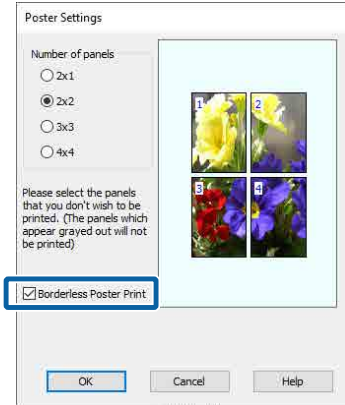 Poster Settings
Number of panels
2x1
2x2
3x3
4x4
1
2
3
4
Please select the panels
that you don't wish to be
printed. (The panels which
appear grayed out will not
be printed)
Borderless Poster Print
OK
Cancel
Help